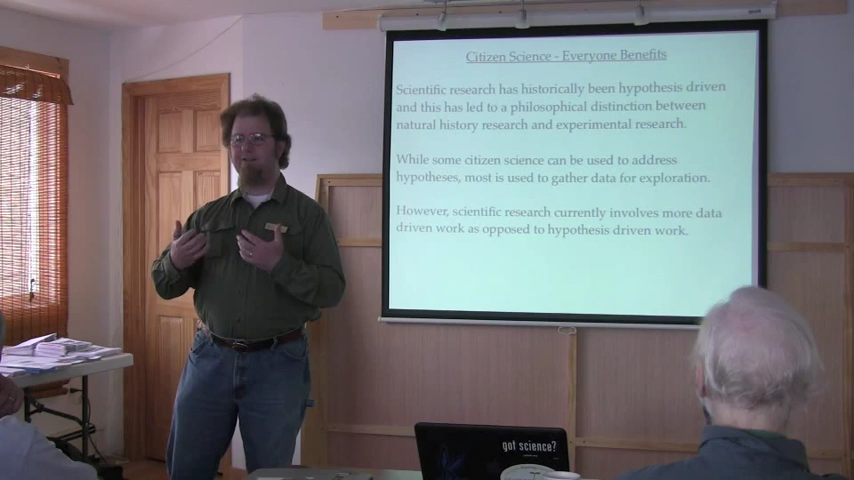 Citizen Science - Everyone Benefits
Scientific research has historically been hypothesis driven
and this has led to a philosophical distinction between
natural history research and experimental research.
While some citizen science can be used to address
hypotheses, most is used to gather data for exploration.
However, scientific research currently involves more data
driven work as opposed to hypothesis driven work.
got science?